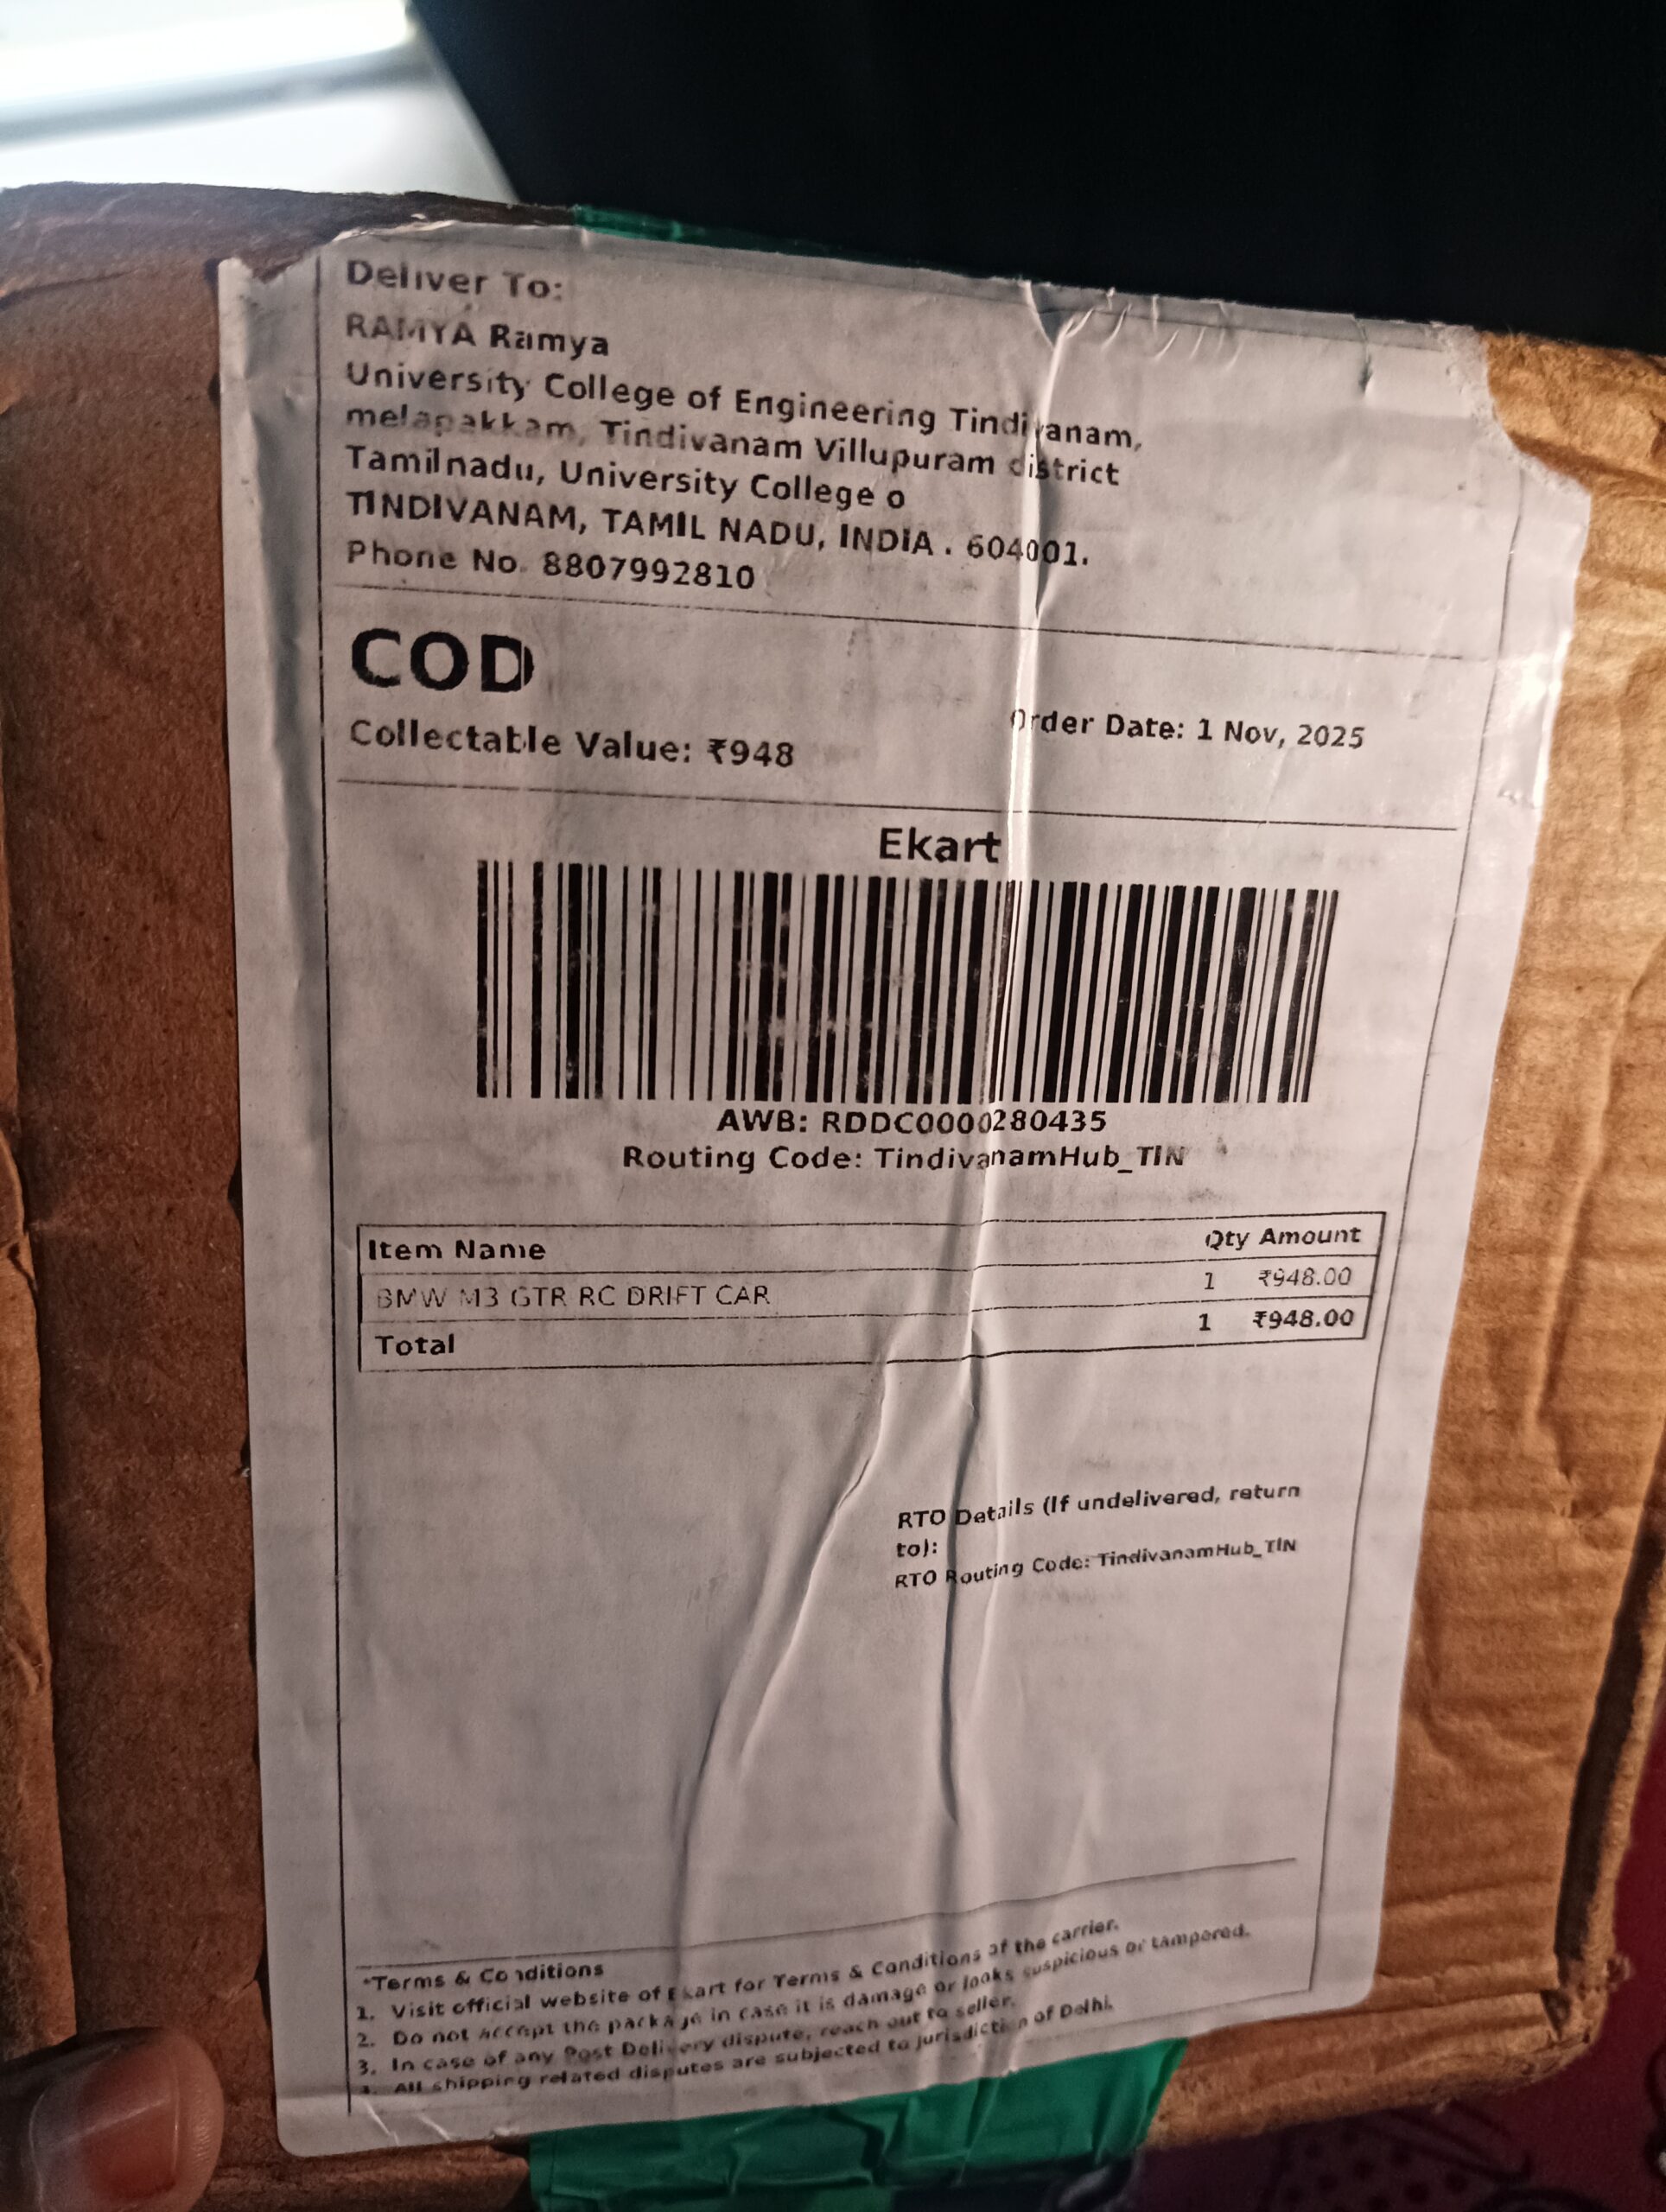 Deliver To:
RAMYA Ramya
University College of Engineering Tindivanam,
melapakkam, Tindivanam Villupuram district
Tamilnadu, University College o
TINDIVANAM, TAMIL NADU, INDIA . 604001.
Phone No. 8807992810
COD
Collectable Value: ₹948
Order Date: 1 Nov, 2025
Ekart
AWB: RDDC0000280435
Routing Code: TindivanamHub_TIN
Item Name Qty Amount
BMW M3 GTR RC DRIFT CAR 1 ₹948.00
Total 1 ₹948.00
RTO Details (If undelivered, return
to):
RTO Routing Code: TindivanamHub_TIN
*Terms & Conditions
1. Visit official website of Ekart for Terms & Conditions of the carrier.
2. Do not accept the package in case it is damage or looks suspicious or tampered.
3. In case of any Post Delivery dispute, reach out to seller.
4. All shipping related disputes are subjected to jurisdiction of Delhi.